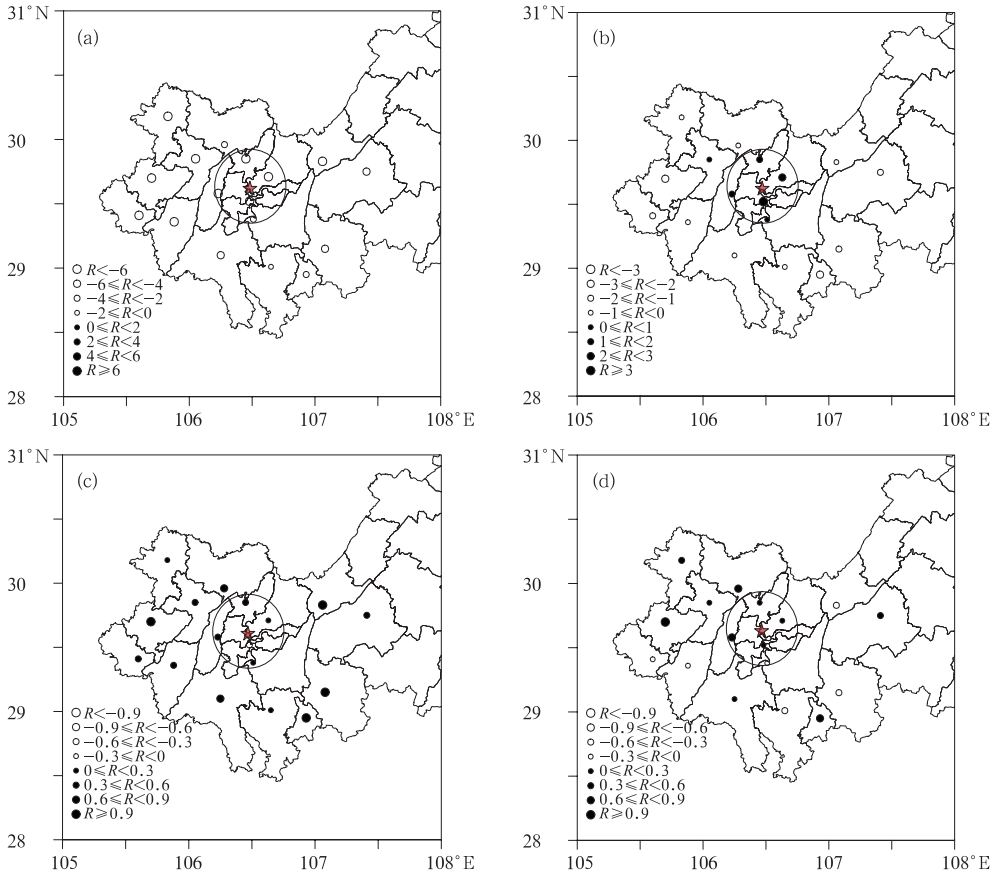 31°N
(a)
30
29
28
R<−6
−6≤R<−4
−4≤R<−2
−2≤R<0
0≤R<2
2≤R<4
4≤R<6
R≥6
105
106
107
108°E
31°N
(b)
30
29
28
R<−3
−3≤R<−2
−2≤R<−1
−1≤R<0
0≤R<1
1≤R<2
2≤R<3
R≥3
105
106
107
108°E
31°N
(c)
30
29
28
R<−0.9
−0.9≤R<−0.6
−0.6≤R<−0.3
−0.3≤R<0
0≤R<0.3
0.3≤R<0.6
0.6≤R<0.9
R≥0.9
105
106
107
108°E
31°N
(d)
30
29
28
R<−0.9
−0.9≤R<−0.6
−0.6≤R<−0.3
−0.3≤R<0
0≤R<0.3
0.3≤R<0.6
0.6≤R<0.9
R≥0.9
105
106
107
108°E